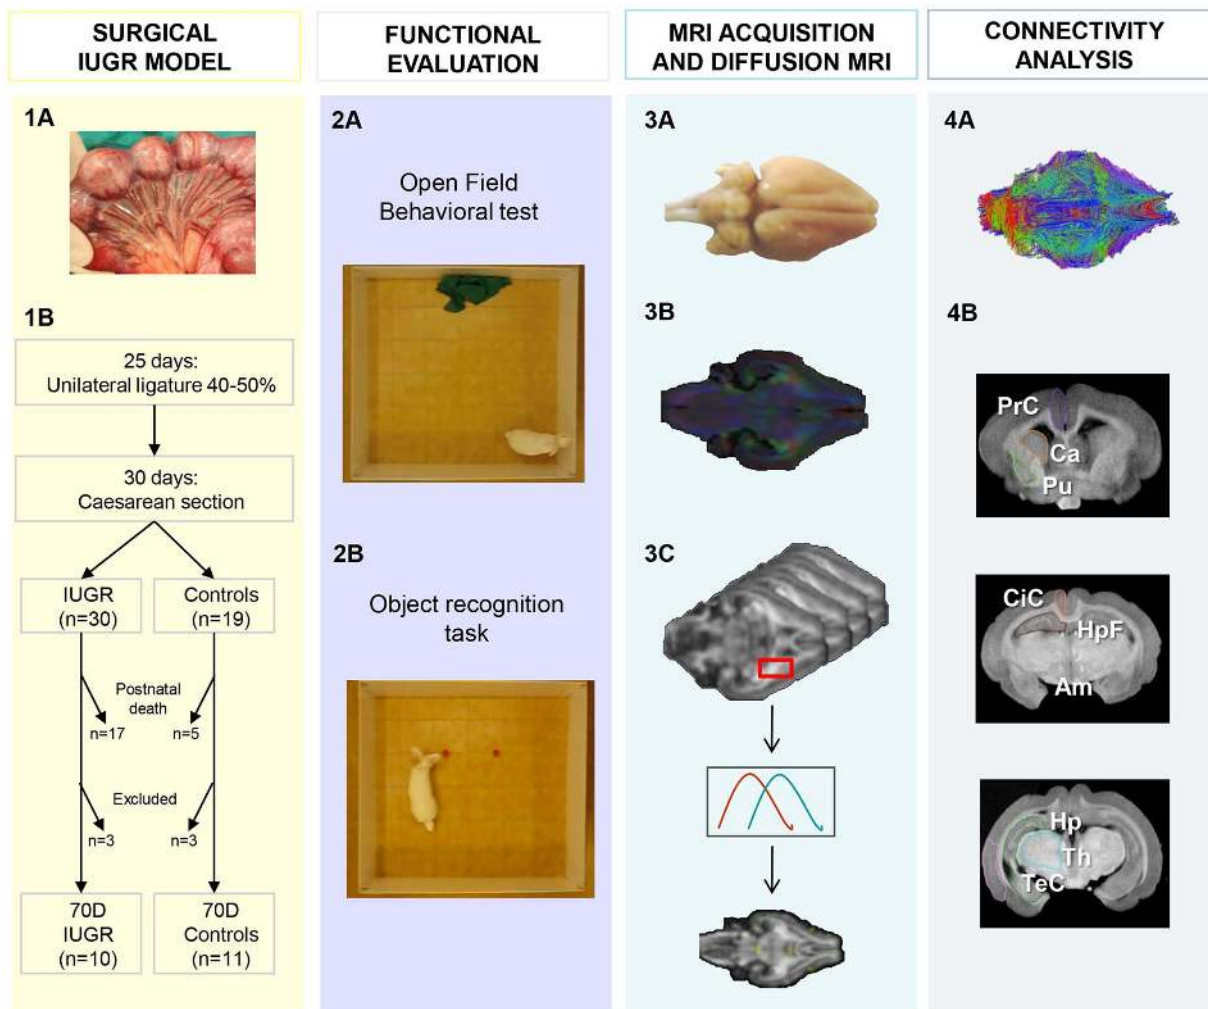 SURGICAL
IUGR MODEL
FUNCTIONAL
EVALUATION
MRI ACQUISITION
AND DIFFUSION MRI
CONNECTIVITY
ANALYSIS
1A
1B
25 days:
Unilateral ligature 40-50%
30 days:
Caesarean section
IUGR
(n=30)
Controls
(n=19)
Postnatal
death
n=17
n=5
Excluded
n=3
n=3
70D
IUGR
(n=10)
70D
Controls
(n=11)
2A
Open Field
Behavioral test
2B
Object recognition
task
3A
3B
3C
4A
4B
PrC
Ca
Pu
CiC
HpF
Am
Hp
Th
TeC